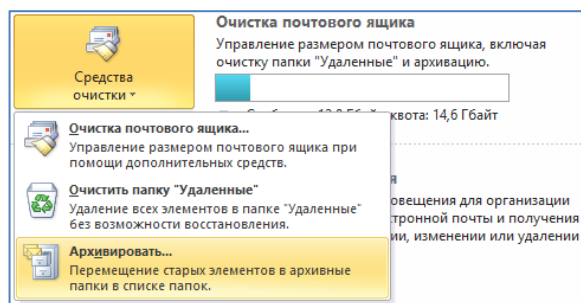 Очистка почтового ящика
Управление размером почтового ящика, включая
очистку папки "Удаленные" и архивацию.
Средства
очистки
квота: 14,6 Гбайт
Очистка почтового ящика...
Управление размером почтового ящика при
помощи дополнительных средств.
Очистить папку "Удаленные"
Удаление всех элементов в папке "Удаленные"
без возможности восстановления.
Архивировать...
Перемещение старых элементов в архивные
папки в списке папок.
я
овещения для организации
тронной почты и получения
ии, изменении или удалении